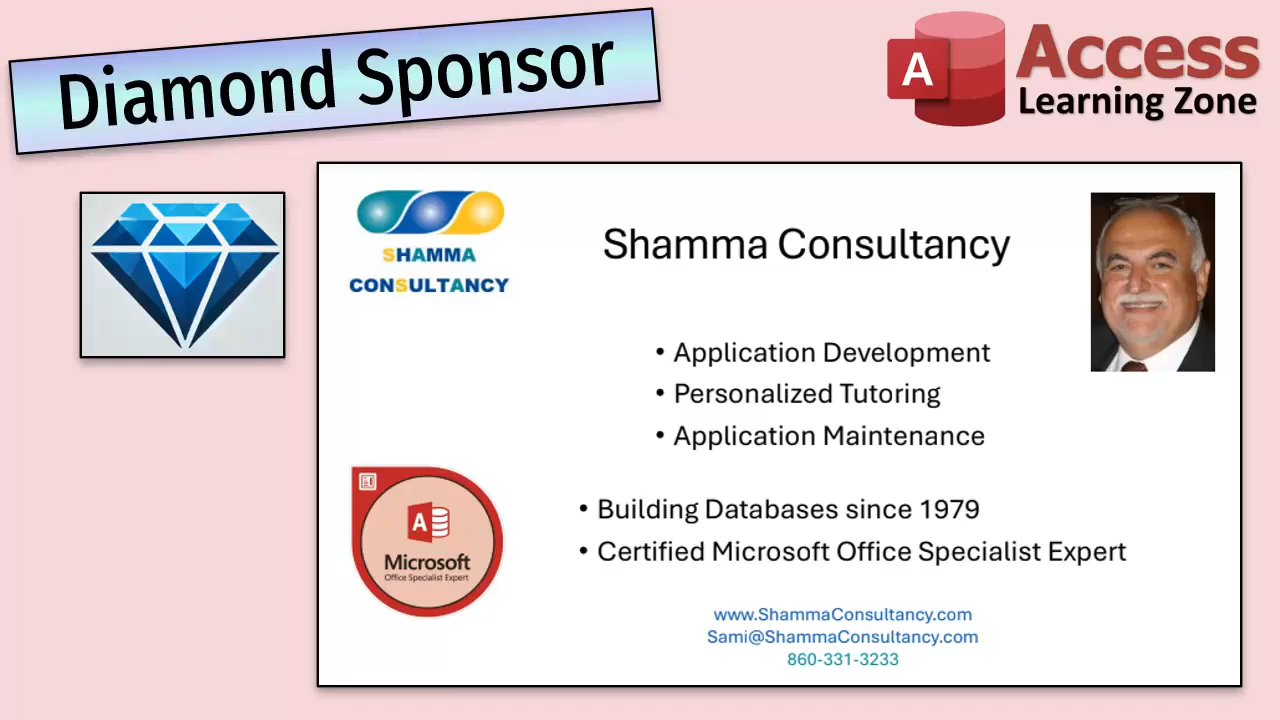 Diamond Sponsor
A
Access
Learning Zone
SHAMMA
CONSULTANCY
Shamma Consultancy
• Application Development
• Personalized Tutoring
• Application Maintenance
A
Microsoft
Office Specialist Expert
• Building Databases since 1979
• Certified Microsoft Office Specialist Expert
www.ShammaConsultancy.com
Sami@ShammaConsultancy.com
860-331-3233